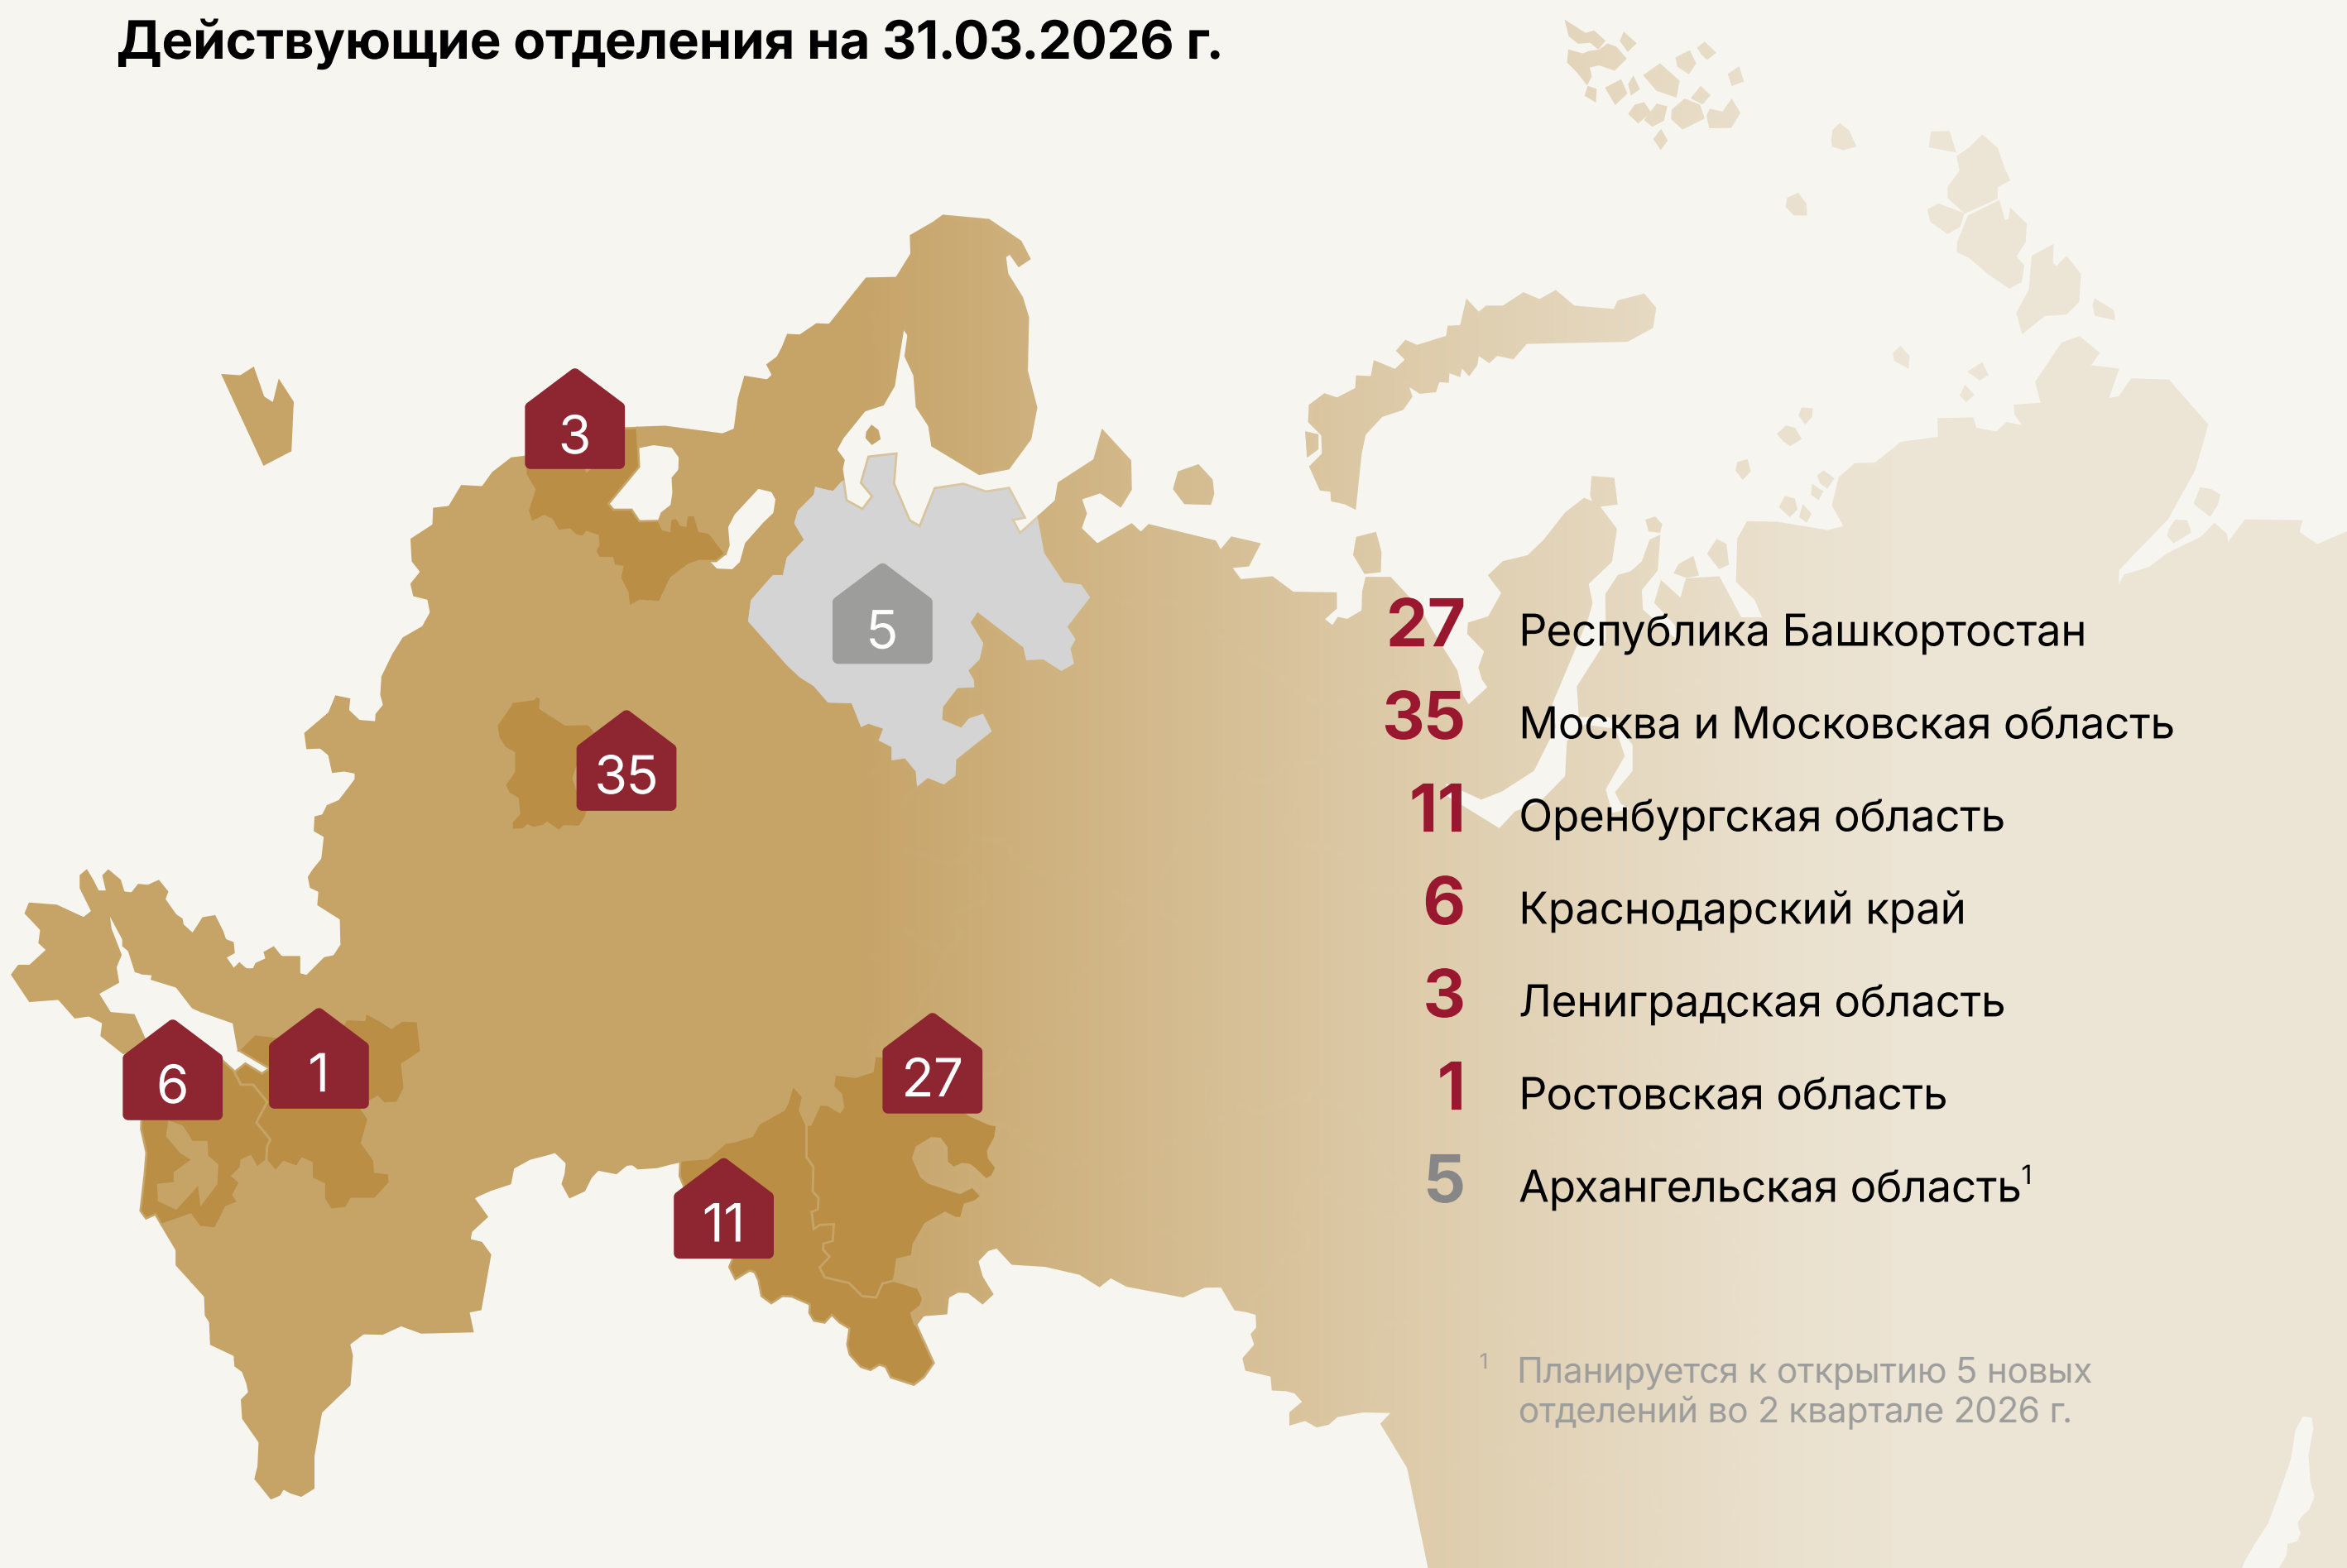 Действующие отделения на 31.03.2026 г.
3
5
35
6
1
27
11
27 Республика Башкортостан
35 Москва и Московская область
11 Оренбургская область
6 Краснодарский край
3 Лениградская область
1 Ростовская область
5 Архангельская область¹
¹ Планируется к открытию 5 новых
отделений во 2 квартале 2026 г.